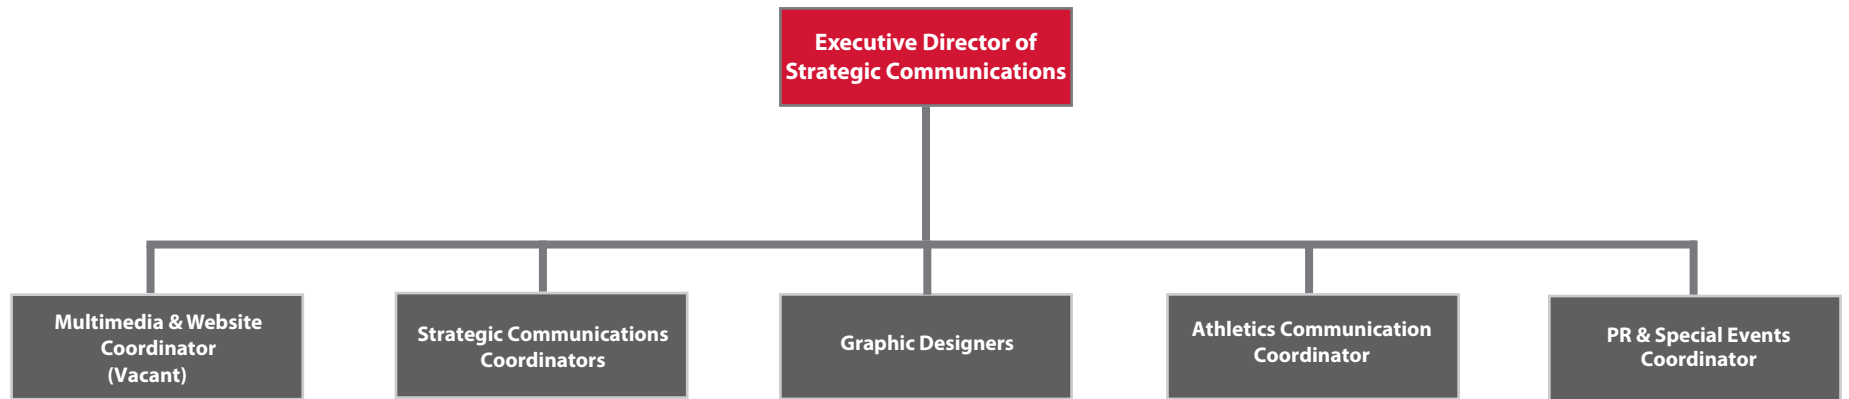 Executive Director of
Strategic Communications
Multimedia & Website
Coordinator
(Vacant)
Strategic Communications
Coordinators
Graphic Designers
Athletics Communication
Coordinator
PR & Special Events
Coordinator